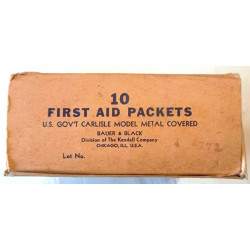 10
FIRST AID PACKETS
U.S. GOV'T CARLISLE MODEL METAL COVERED
BAUER & BLACK
Division of The Kendall Company
CHICAGO, ILL., U.S.A.
Lot No.